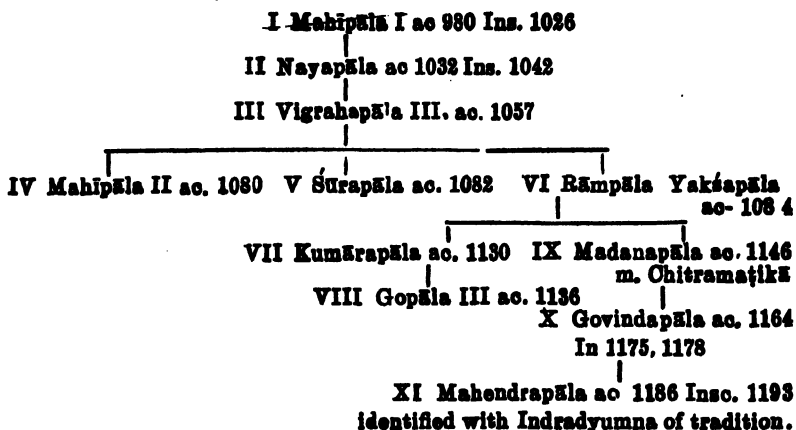 I Mahīpāla I ac 980 Ins. 1026
II Nayapāla ac 1032 Ins. 1042
III Vigrahapāla III. ac. 1057
IV Mahīpāla II ac. 1080 V Śūrapāla ac. 1082 VI Rāmpāla Yakśapāla
ac- 108 4
VII Kumārapāla ac. 1130 IX Madanapāla ac. 1146
m. Chitramaṭikā
VIII Gopāla III ac. 1136
X Govindapāla ac. 1164
In 1175, 1178
XI Mahendrapāla ac 1186 Insc. 1193
identified with Indradyumna of tradition.